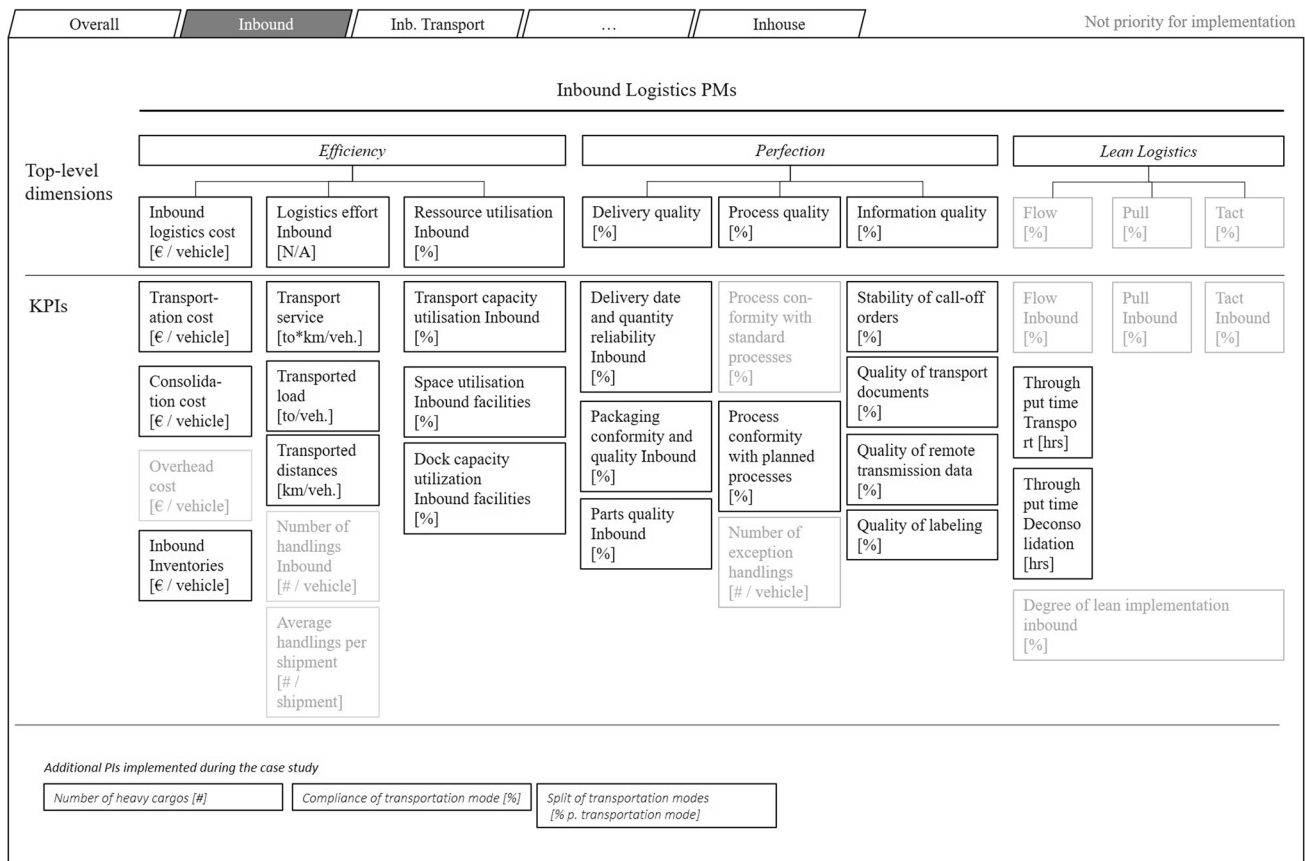 Overall
Inbound
Inb. Transport
…
Inhouse
Not priority for implementation
Inbound Logistics PMs
Top-level
dimensions
Efficiency
Perfection
Lean Logistics
Inbound
logistics cost
[€ / vehicle]
Logistics effort
Inbound
[N/A]
Ressource utilisation
Inbound
[%]
Delivery quality
[%]
Process quality
[%]
Information quality
[%]
Flow
[%]
Pull
[%]
Tact
[%]
KPIs
Transport-
ation cost
[€ / vehicle]
Consolida-
tion cost
[€ / vehicle]
Overhead
cost
[€ / vehicle]
Inbound
Inventories
[€ / vehicle]
Transport
service
[to*km/veh.]
Transported
load
[to/veh.]
Transported
distances
[km/veh.]
Number of
handlings
Inbound
[# / vehicle]
Average
handlings per
shipment
[# /
shipment]
Transport capacity
utilisation Inbound
[%]
Space utilisation
Inbound facilities
[%]
Dock capacity
utilization
Inbound facilities
[%]
Delivery date
and quantity
reliability
Inbound
[%]
Packaging
conformity and
quality Inbound
[%]
Parts quality
Inbound
[%]
Process con-
formity with
standard
processes
[%]
Process
conformity
with planned
processes
[%]
Number of
exception
handlings
[# / vehicle]
Stability of call-off
orders
[%]
Quality of transport
documents
[%]
Quality of remote
transmission data
[%]
Quality of labeling
[%]
Flow
Inbound
[%]
Pull
Inbound
[%]
Tact
Inbound
[%]
Through
put time
Transpo
rt [hrs]
Through
put time
Deconso
lidation
[hrs]
Degree of lean implementation
inbound
[%]
Additional PIs implemented during the case study
Number of heavy cargos [#]
Compliance of transportation mode [%]
Split of transportation modes
[% p. transportation mode]